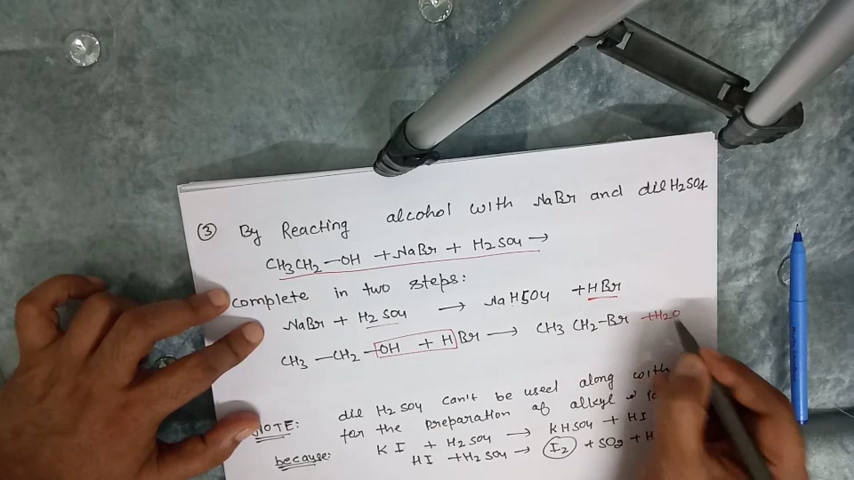 ③ By Reacting alcohol with NaBr and dil H2SO4
CH3CH2—OH + NaBr + H2SO4 →
complete in two steps:
NaBr + H2SO4 → NaHSO4 + HBr
CH3—CH2—OH + H Br → CH3 CH2-Br +H2O
NOTE: dil H2SO4 can't be used along with
for the preparation of alkyl
because: KI + H2SO4 → KHSO4 + HI
HI + H2SO4 → I2 + SO2 + H